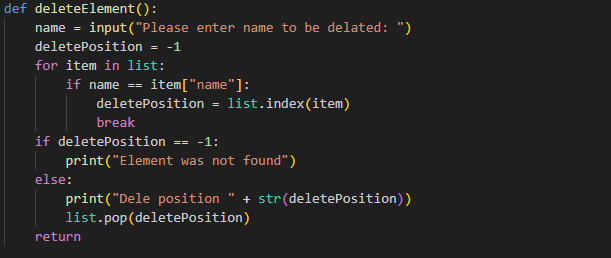 def deleteElement():
    name = input("Please enter name to be delated: ")
    deletePosition = -1
    for item in list:
        if name == item["name"]:
            deletePosition = list.index(item)
            break
    if deletePosition == -1:
        print("Element was not found")
    else:
        print("Dele position " + str(deletePosition))
        list.pop(deletePosition)
    return